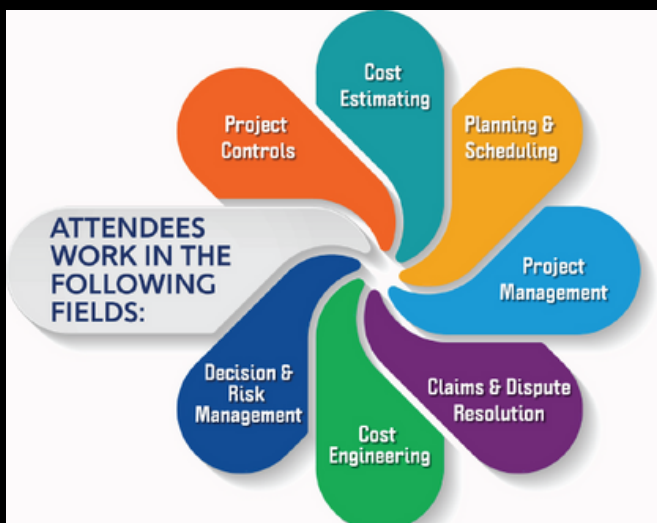 ATTENDEES
WORK IN THE
FOLLOWING
FIELDS:
Project
Controls
Cost
Estimating
Planning &
Scheduling
Project
Management
Claims & Dispute
Resolution
Cost
Engineering
Decision &
Risk
Management